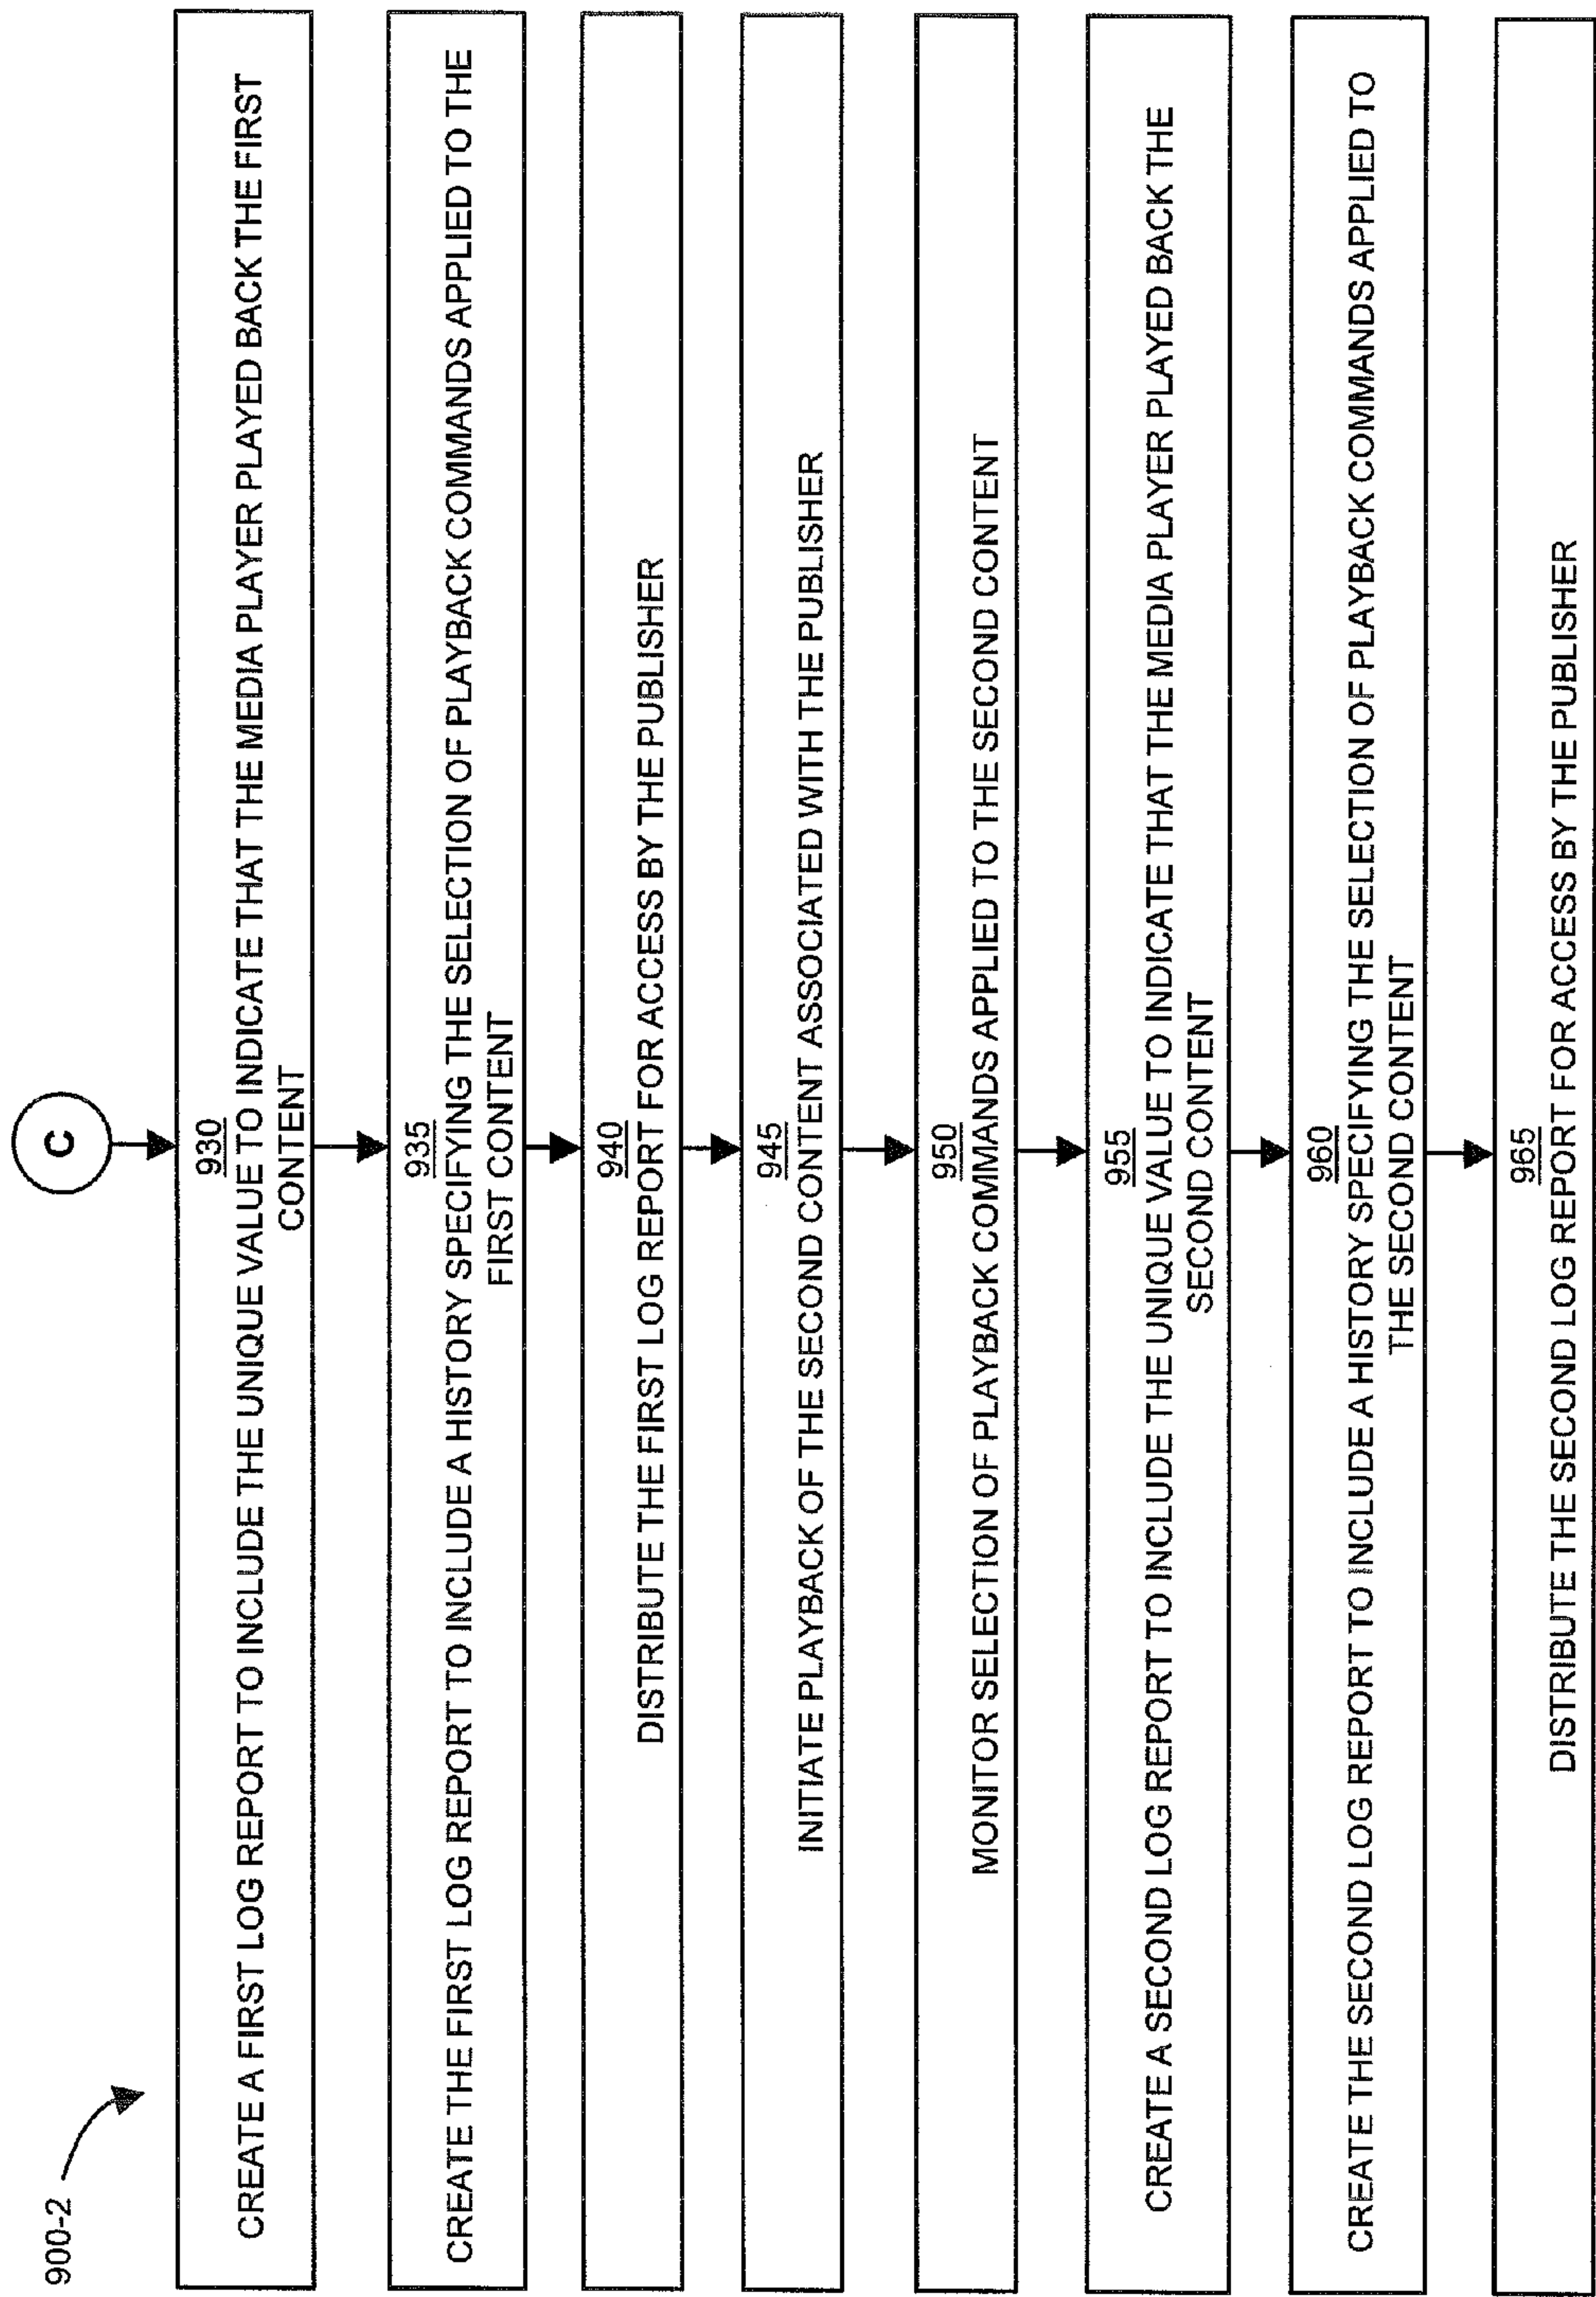 900-2
C
930
CREATE A FIRST LOG REPORT TO INCLUDE THE UNIQUE VALUE TO INDICATE THAT THE MEDIA PLAYER PLAYED BACK THE FIRST
CONTENT
935
CREATE THE FIRST LOG REPORT TO INCLUDE A HISTORY SPECIFYING THE SELECTION OF PLAYBACK COMMANDS APPLIED TO THE
FIRST CONTENT
940
DISTRIBUTE THE FIRST LOG REPORT FOR ACCESS BY THE PUBLISHER
945
INITIATE PLAYBACK OF THE SECOND CONTENT ASSOCIATED WITH THE PUBLISHER
950
MONITOR SELECTION OF PLAYBACK COMMANDS APPLIED TO THE SECOND CONTENT
955
CREATE A SECOND LOG REPORT TO INCLUDE THE UNIQUE VALUE TO INDICATE THAT THE MEDIA PLAYER PLAYED BACK THE
SECOND CONTENT
960
CREATE THE SECOND LOG REPORT TO INCLUDE A HISTORY SPECIFYING THE SELECTION OF PLAYBACK COMMANDS APPLIED TO
THE SECOND CONTENT
965
DISTRIBUTE THE SECOND LOG REPORT FOR ACCESS BY THE PUBLISHER